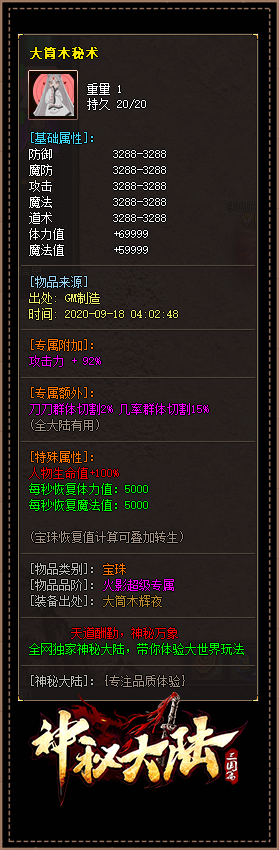 大筒木秘术
重量 1
持久 20/20
[基础属性]:
防御 3288-3288
魔防 3288-3288
攻击 3288-3288
魔法 3288-3288
道术 3288-3288
体力值 +69999
魔法值 +59999
[物品来源]
出处: GM制造
时间: 2020-09-18 04:02:48
[专属附加]:
攻击力 + 92%
[专属额外]:
刀刀群体切割2% 几率群体切割15%
(全大陆有用)
[特殊属性]:
人物生命值+100%
每秒恢复体力值: 5000
每秒恢复魔法值: 5000
(宝珠恢复值计算可叠加转生)
[物品类别]: 宝珠
[物品品阶]: 火影超级专属
[装备出处]: 大筒木辉夜
天道酬勤，神秘万象
全网独家神秘大陆，带你体验大世界玩法
[神秘大陆]: {专注品质体验}
神秘大陆
三国篇